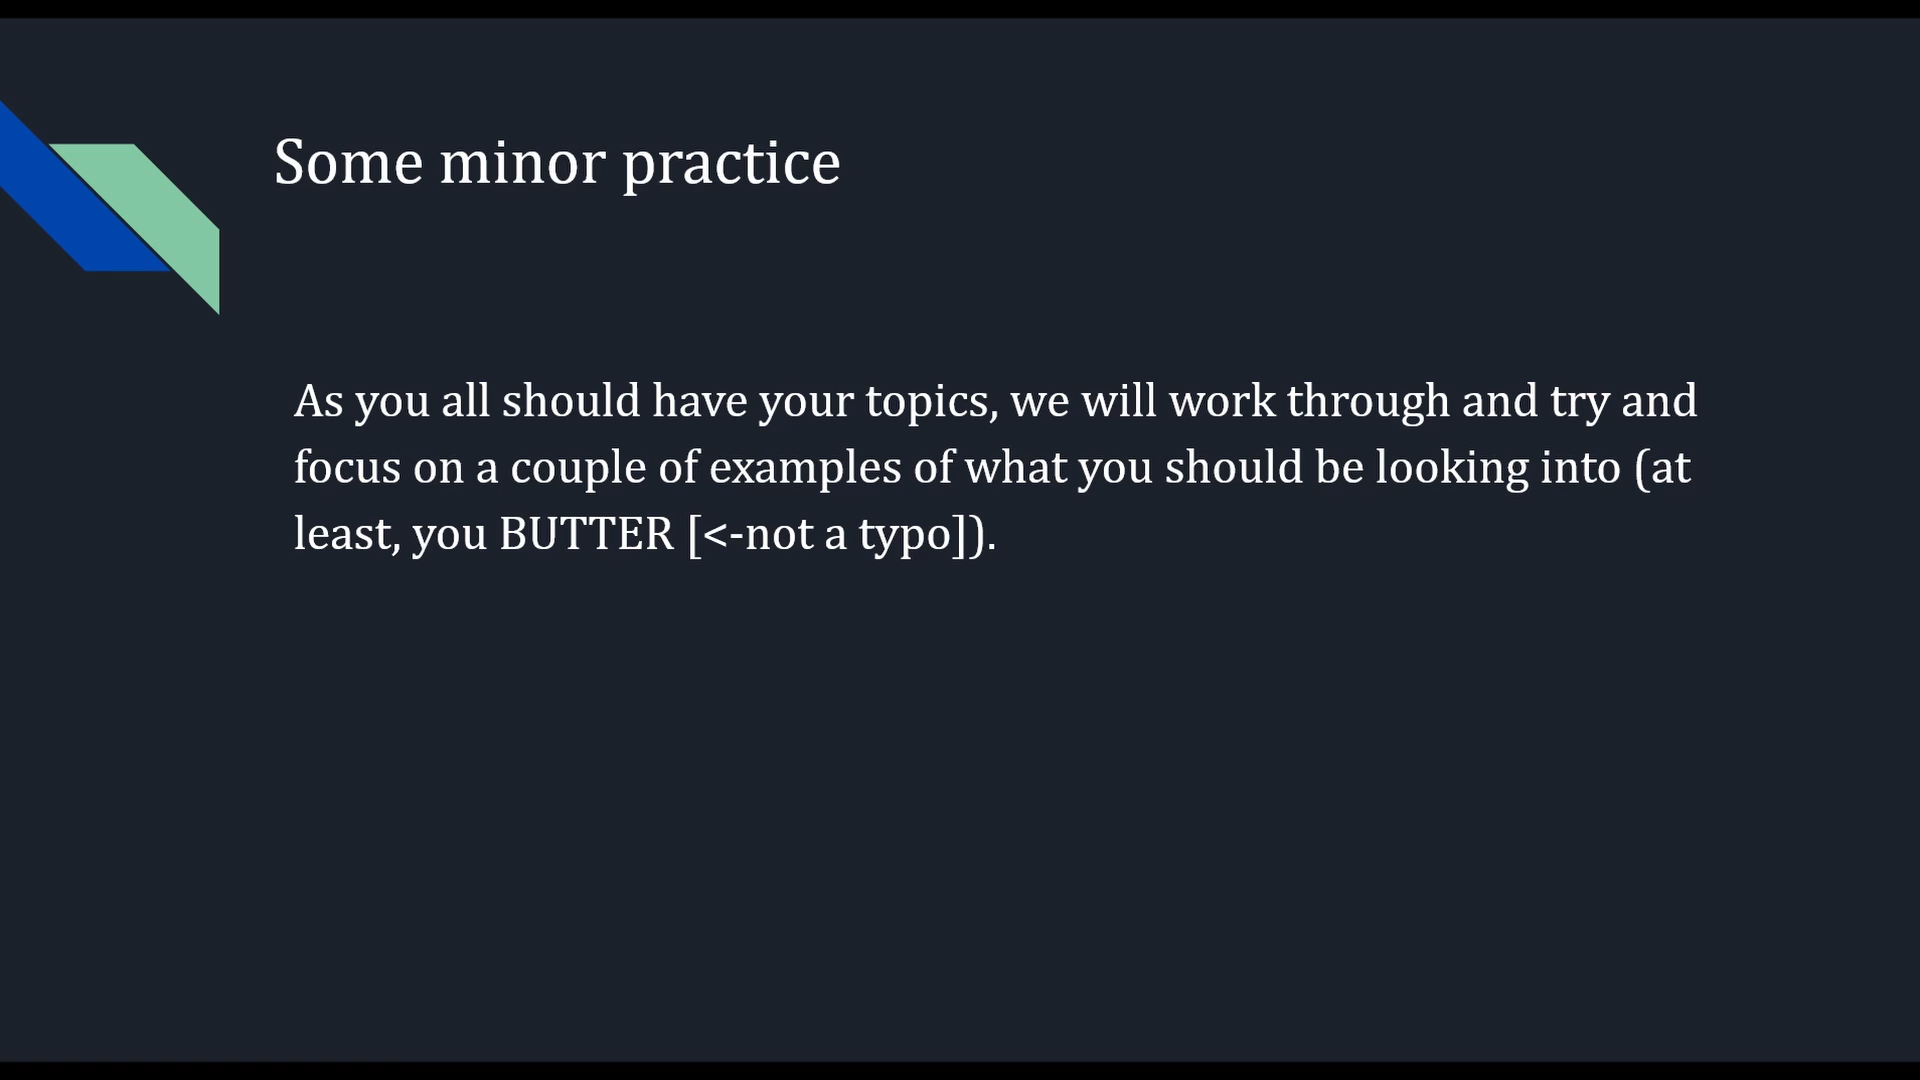 Some minor practice
As you all should have your topics, we will work through and try and
focus on a couple of examples of what you should be looking into (at
least, you BUTTER [<-not a typo]).